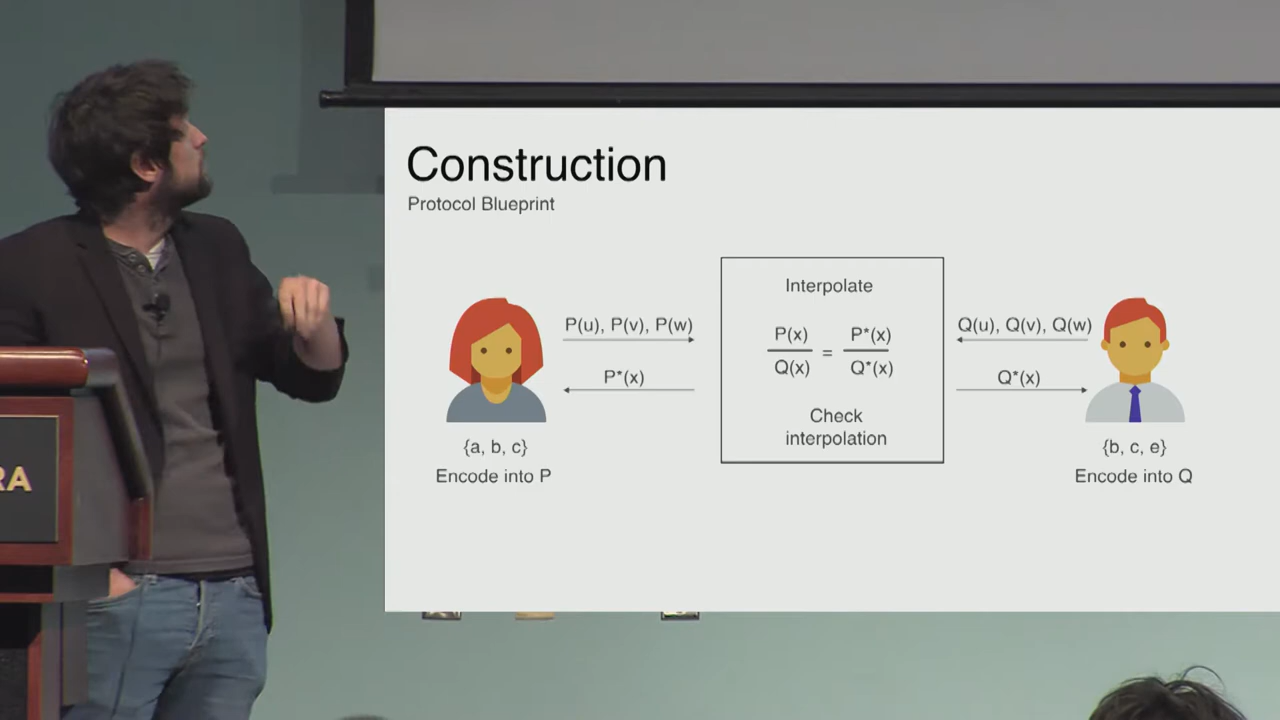 Construction
Protocol Blueprint
Interpolate
P(u), P(v), P(w)
Q(u), Q(v), Q(w)
P(x)
Q(x)
=
P*(x)
Q*(x)
P*(x)
Q*(x)
Check
interpolation
{a, b, c}
{b, c, e}
Encode into P
Encode into Q
RA